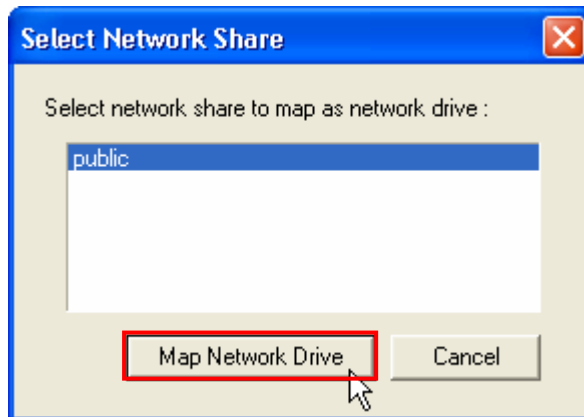 Select Network Share
Select network share to map as network drive :
public
Map Network Drive
Cancel